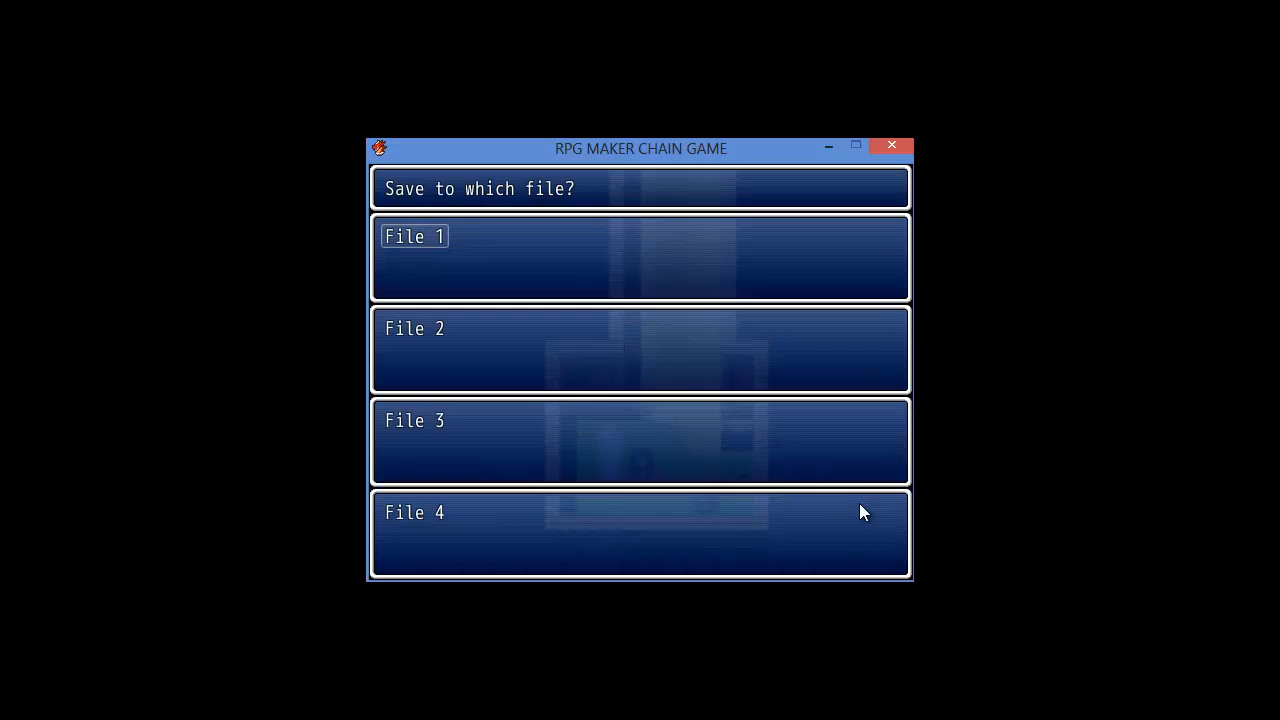 RPG MAKER CHAIN GAME
Save to which file?
File 1
File 2
File 3
File 4